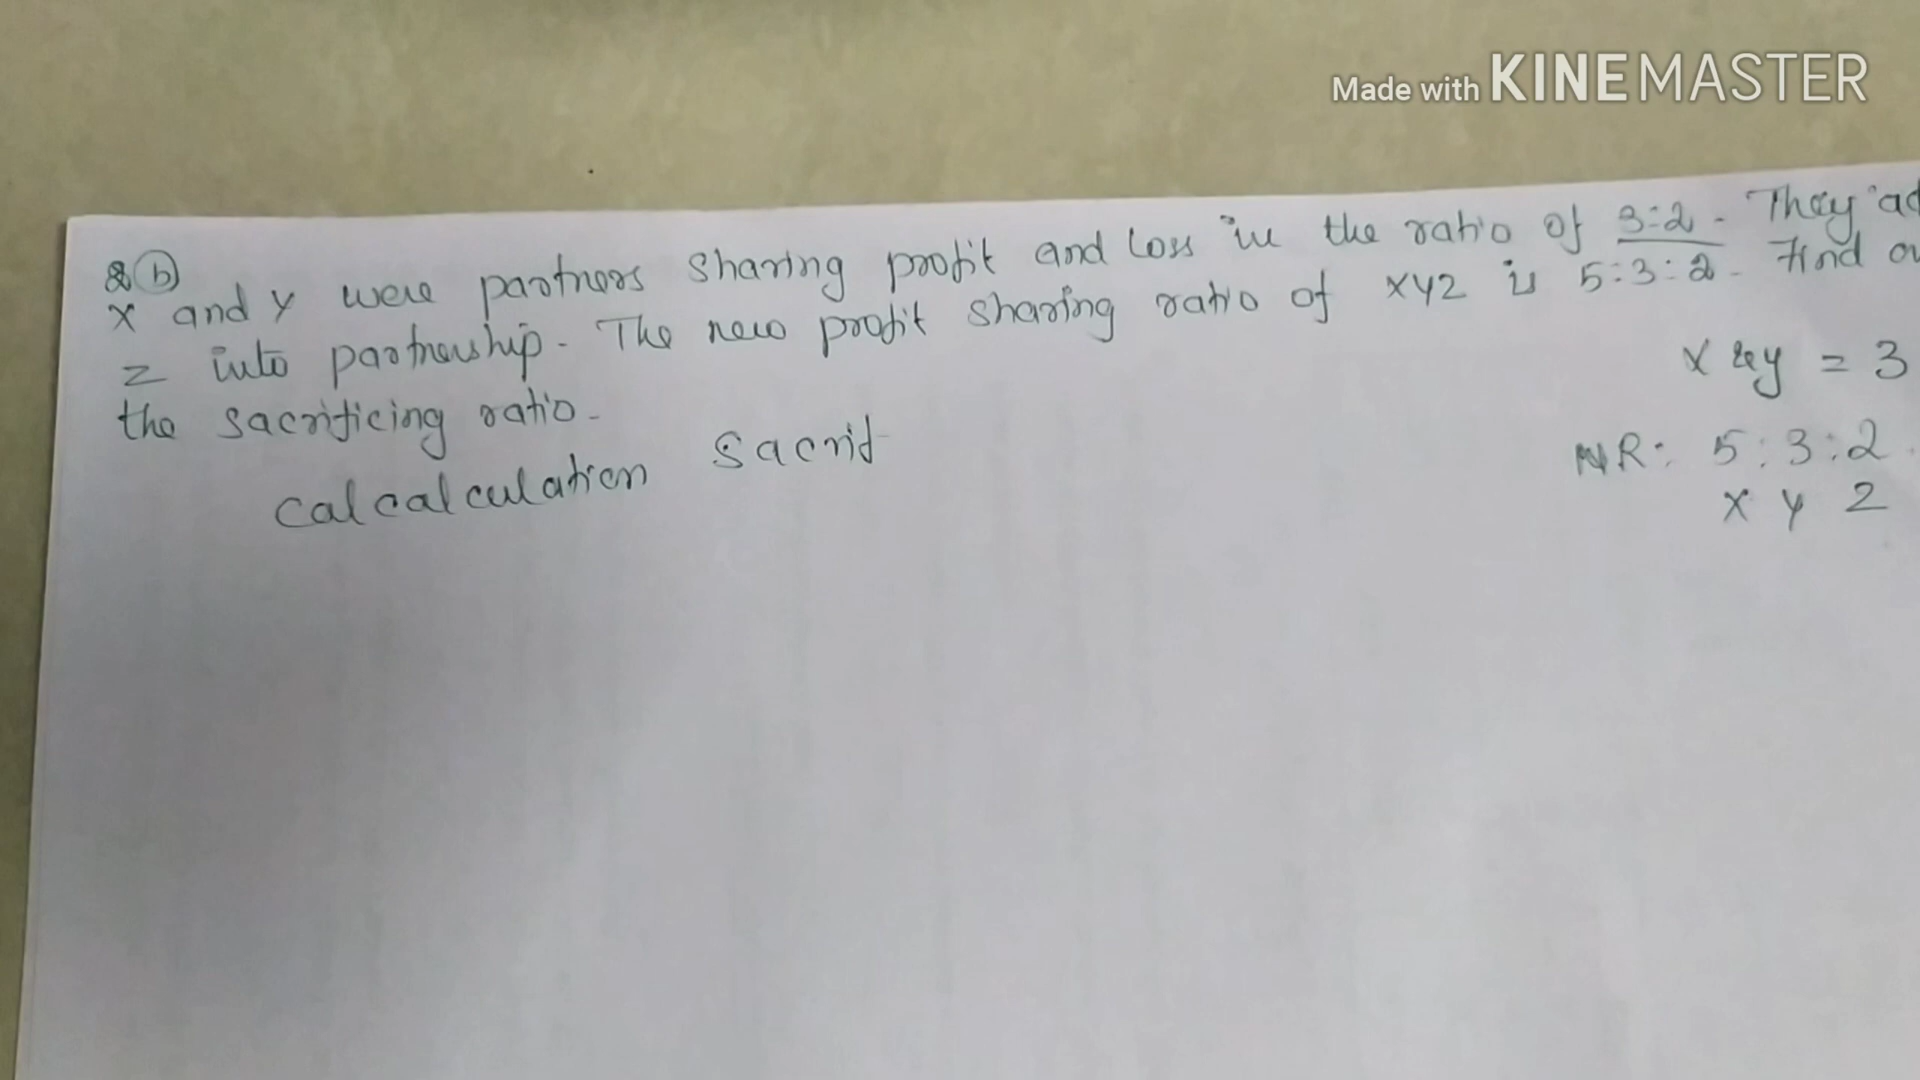 Made with KINEMASTER
Q b
X and Y were partners sharing profit and loss in the ratio of 3:2. They ad
Z into partnership. The new profit sharing ratio of XYZ is 5:3:2. Find ou
the sacrificing ratio.
X & y = 3
calcalculation sacrif
NR: 5:3:2
X y Z